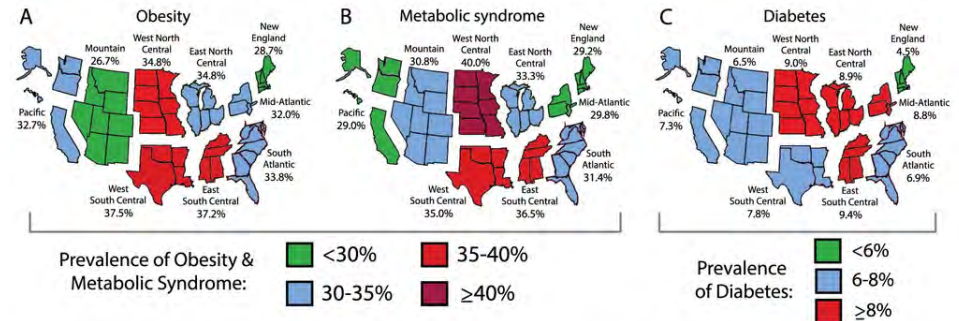 A
Obesity
Mountain
26.7%
West North
Central
34.8%
East North
Central
34.8%
New
England
28.7%
Pacific
32.7%
Mid-Atlantic
32.0%
South
Atlantic
33.8%
West
South Central
37.5%
East
South Central
37.2%
B
Metabolic syndrome
Mountain
30.8%
West North
Central
40.0%
East North
Central
33.3%
New
England
29.2%
Pacific
29.0%
Mid-Atlantic
29.8%
South
Atlantic
31.4%
West
South Central
35.0%
East
South Central
36.5%
C
Diabetes
Mountain
6.5%
West North
Central
9.0%
East North
Central
8.9%
New
England
4.5%
Pacific
7.3%
Mid-Atlantic
8.8%
South
Atlantic
6.9%
West
South Central
7.8%
East
South Central
9.4%
Prevalence of Obesity &
Metabolic Syndrome:
<30%
35-40%
30-35%
≥40%
Prevalence
of Diabetes:
<6%
6-8%
≥8%